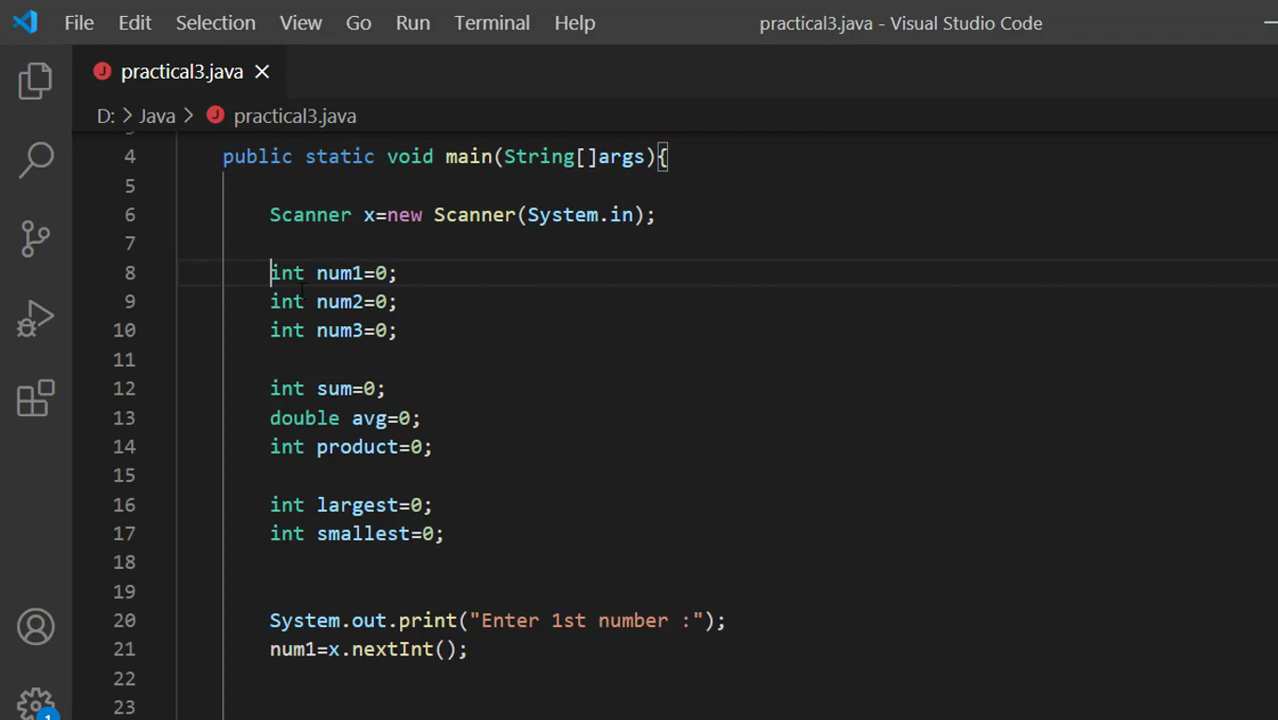 File Edit Selection View Go Run Terminal Help practical3.java - Visual Studio Code
J practical3.java
D: > Java > J practical3.java
4 public static void main(String[]args){
5
6 Scanner x=new Scanner(System.in);
7
8 int num1=0;
9 int num2=0;
10 int num3=0;
11
12 int sum=0;
13 double avg=0;
14 int product=0;
15
16 int largest=0;
17 int smallest=0;
18
19
20 System.out.print("Enter 1st number :");
21 num1=x.nextInt();
22
23
1